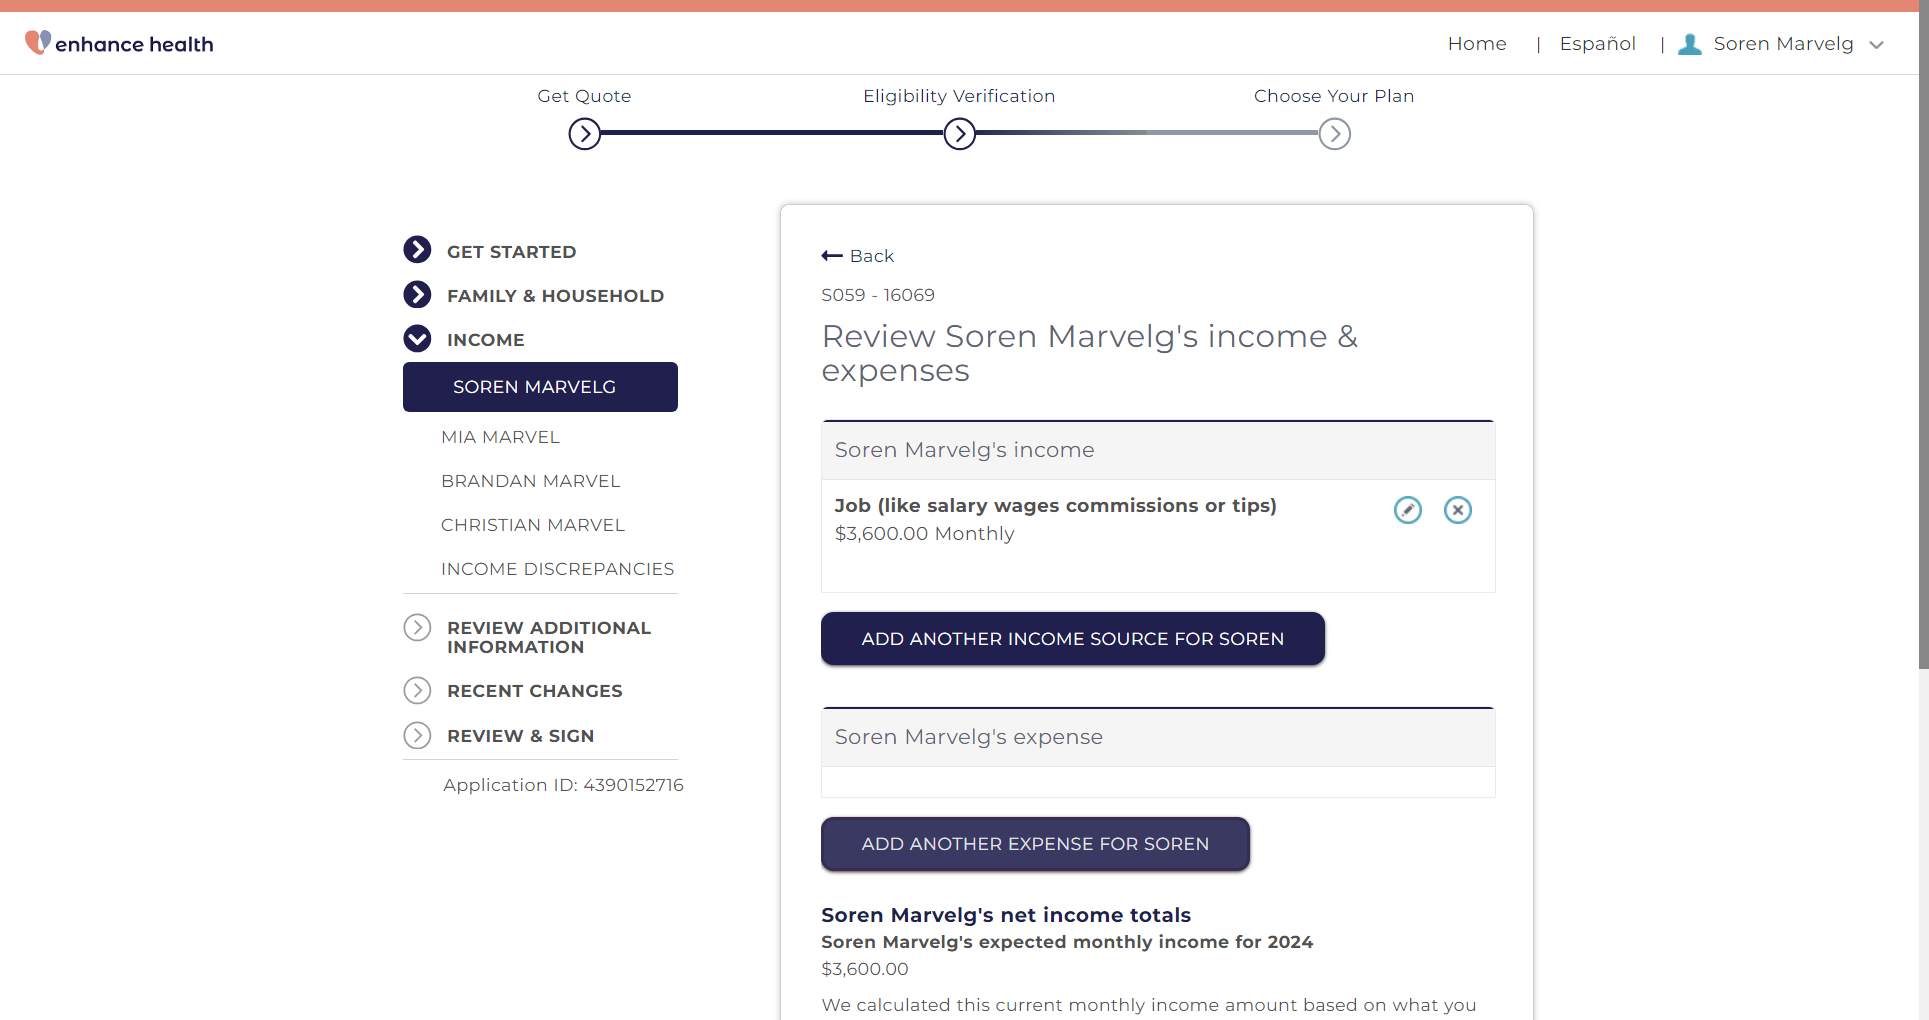 enhance health
Home | Español | Soren Marvelg
Get Quote
Eligibility Verification
Choose Your Plan
GET STARTED
FAMILY & HOUSEHOLD
INCOME
SOREN MARVELG
MIA MARVEL
BRANDAN MARVEL
CHRISTIAN MARVEL
INCOME DISCREPANCIES
REVIEW ADDITIONAL
INFORMATION
RECENT CHANGES
REVIEW & SIGN
Application ID: 4390152716
Back
S059 - 16069
Review Soren Marvelg's income &
expenses
Soren Marvelg's income
Job (like salary wages commissions or tips)
$3,600.00 Monthly
ADD ANOTHER INCOME SOURCE FOR SOREN
Soren Marvelg's expense
ADD ANOTHER EXPENSE FOR SOREN
Soren Marvelg's net income totals
Soren Marvelg's expected monthly income for 2024
$3,600.00
We calculated this current monthly income amount based on what you